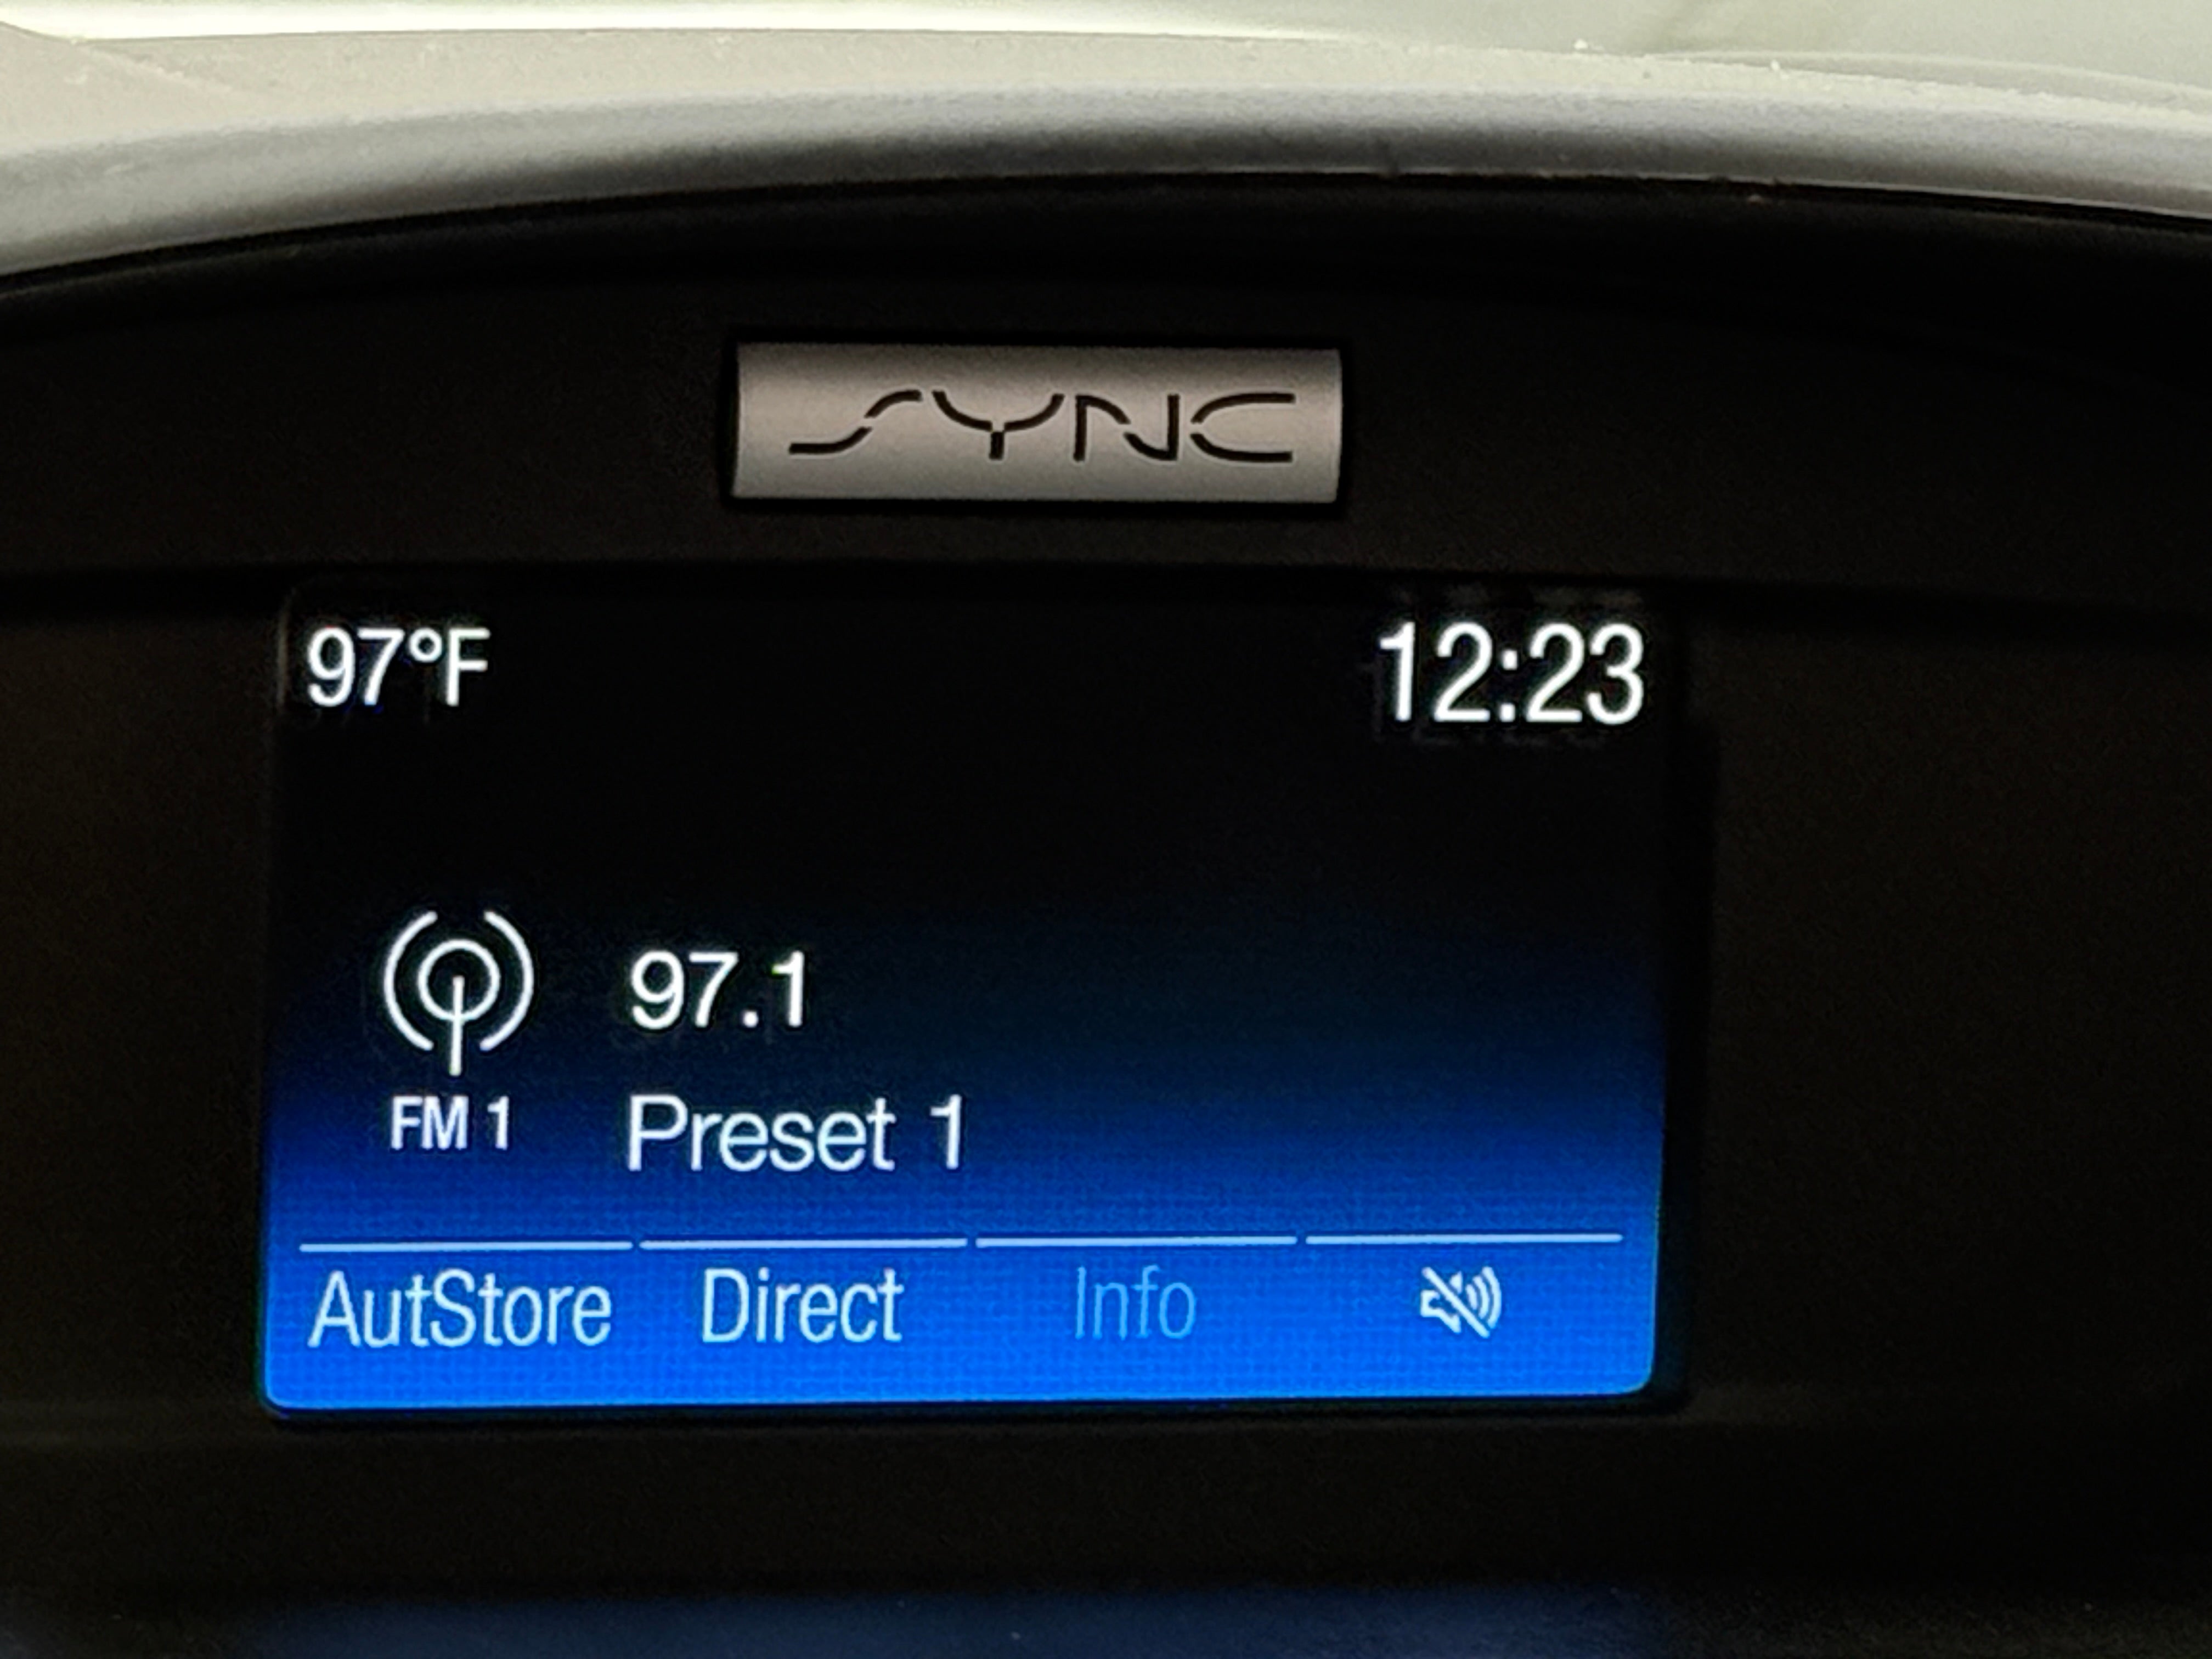 SYNC
97°F 12:23
97.1
FM 1 Preset 1
AutStore Direct Info